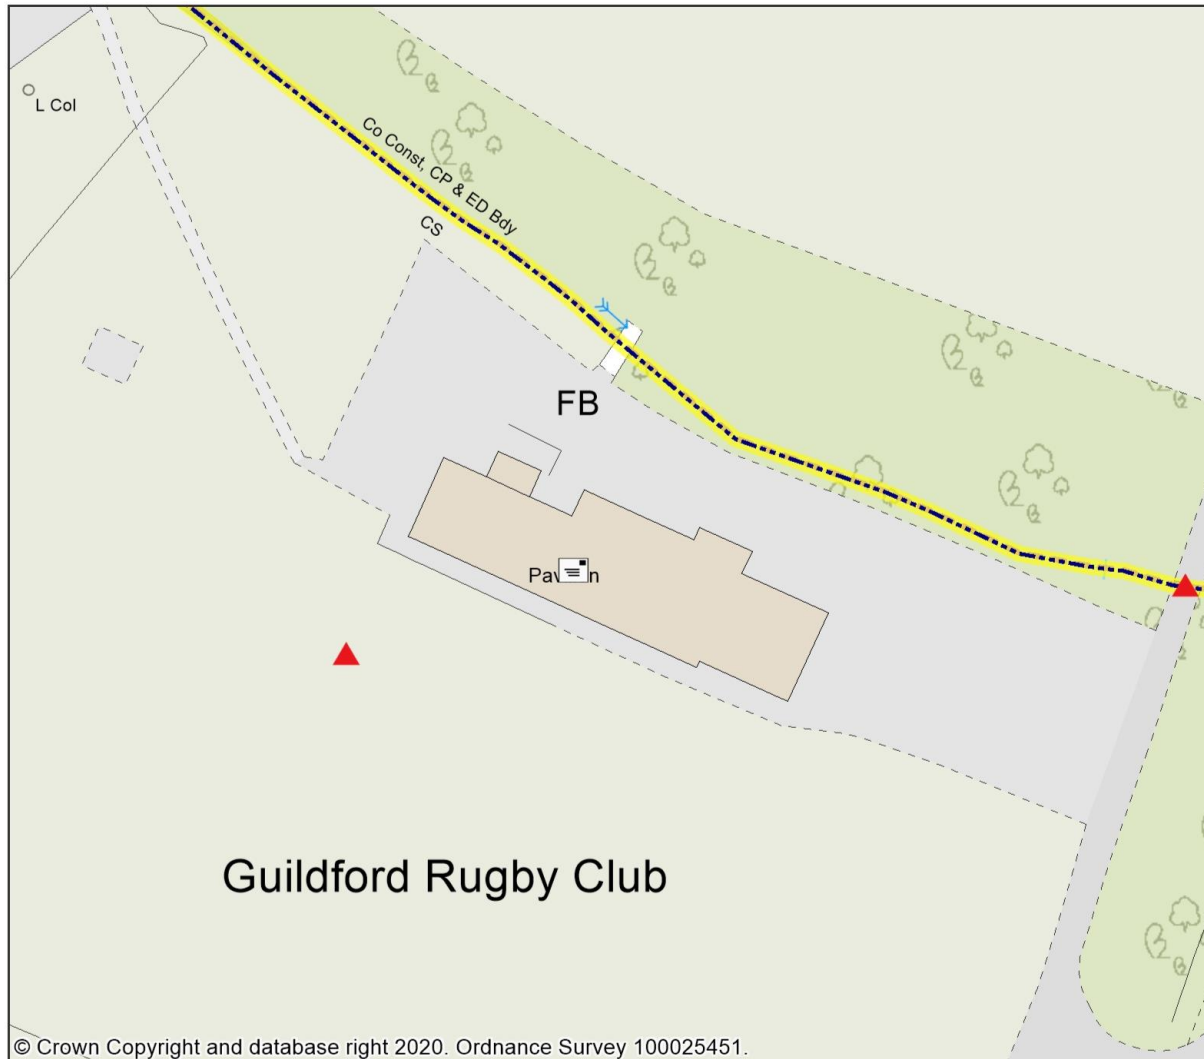 L Col
Co Const, CP & ED Bdy
CS
FB
Guildford Rugby Club
© Crown Copyright and database right 2020. Ordnance Survey 100025451.